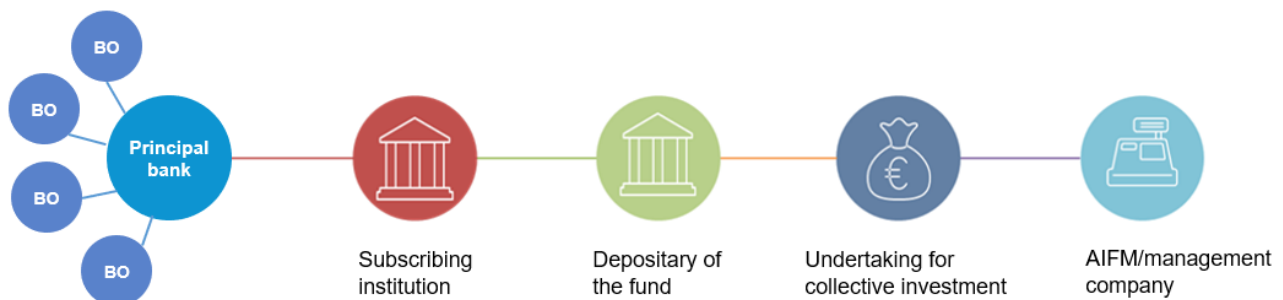 BO
BO
BO
BO
Principal
bank
€
Subscribing
institution
Depositary of
the fund
Undertaking for
collective investment
AIFM/management
company